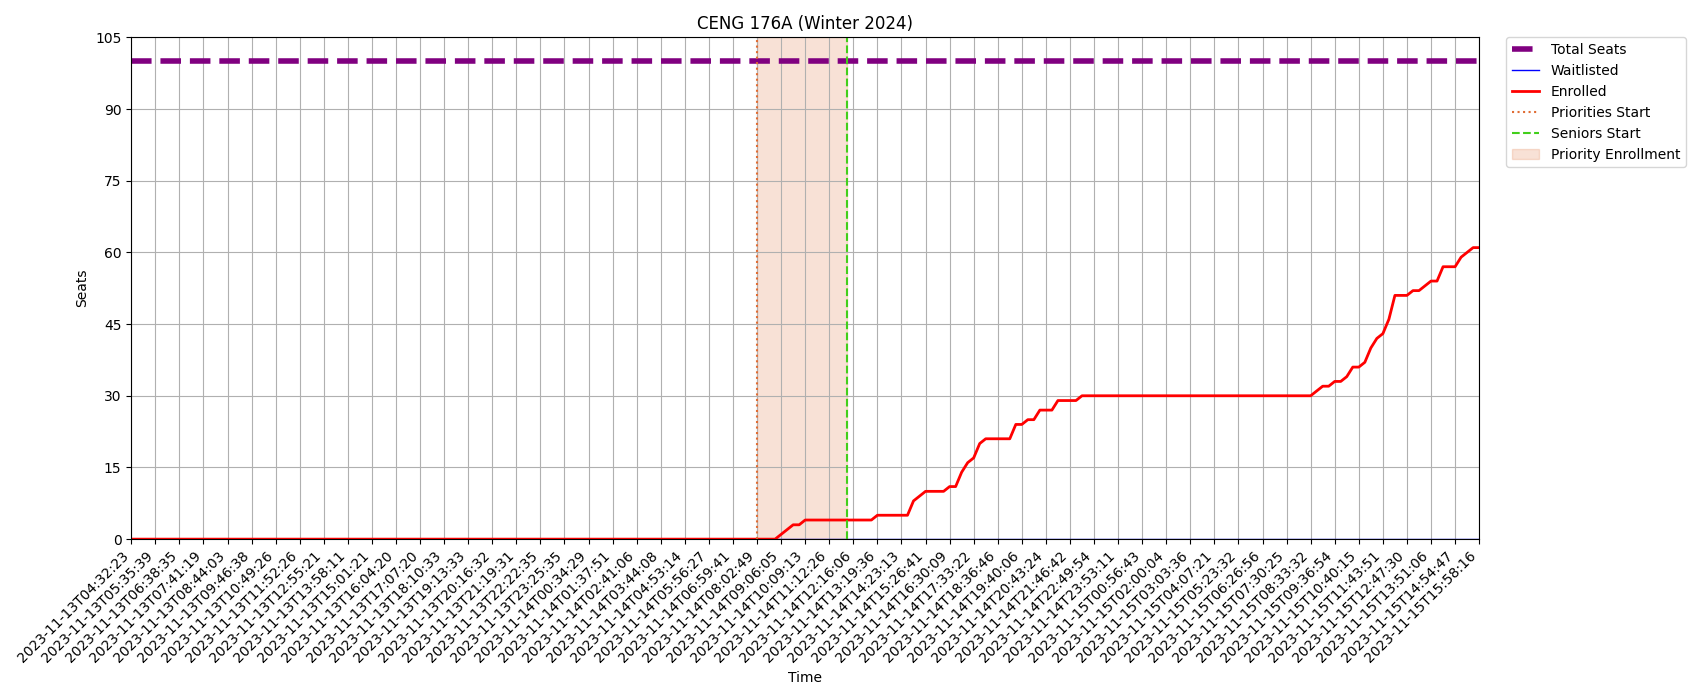 CENG 176A (Winter 2024)
105
90
75
60
45
30
15
0
Seats
Total Seats
Waitlisted
Enrolled
Priorities Start
Seniors Start
Priority Enrollment
2023-11-13T04:32:23
2023-11-13T05:35:39
2023-11-13T06:38:35
2023-11-13T07:41:19
2023-11-13T08:44:03
2023-11-13T09:46:38
2023-11-13T10:49:26
2023-11-13T11:52:26
2023-11-13T12:55:21
2023-11-13T13:58:11
2023-11-13T15:01:21
2023-11-13T16:04:20
2023-11-13T17:07:20
2023-11-13T18:10:33
2023-11-13T19:13:33
2023-11-13T20:16:32
2023-11-13T21:19:31
2023-11-13T22:22:35
2023-11-13T23:25:35
2023-11-14T00:34:29
2023-11-14T01:37:51
2023-11-14T02:41:06
2023-11-14T03:44:08
2023-11-14T04:53:14
2023-11-14T05:56:27
2023-11-14T06:59:41
2023-11-14T08:02:49
2023-11-14T09:06:05
2023-11-14T10:09:13
2023-11-14T11:12:26
2023-11-14T12:16:06
2023-11-14T13:19:36
2023-11-14T14:23:13
2023-11-14T15:26:41
2023-11-14T16:30:09
2023-11-14T17:33:22
2023-11-14T18:36:46
2023-11-14T19:40:06
2023-11-14T20:43:24
2023-11-14T21:46:42
2023-11-14T22:49:54
2023-11-14T23:53:11
2023-11-15T00:56:43
2023-11-15T02:00:04
2023-11-15T03:03:36
2023-11-15T04:07:21
2023-11-15T05:23:32
2023-11-15T06:26:56
2023-11-15T07:30:25
2023-11-15T08:33:32
2023-11-15T09:36:54
2023-11-15T10:40:15
2023-11-15T11:43:51
2023-11-15T12:47:30
2023-11-15T13:51:06
2023-11-15T14:54:47
2023-11-15T15:58:16
Time